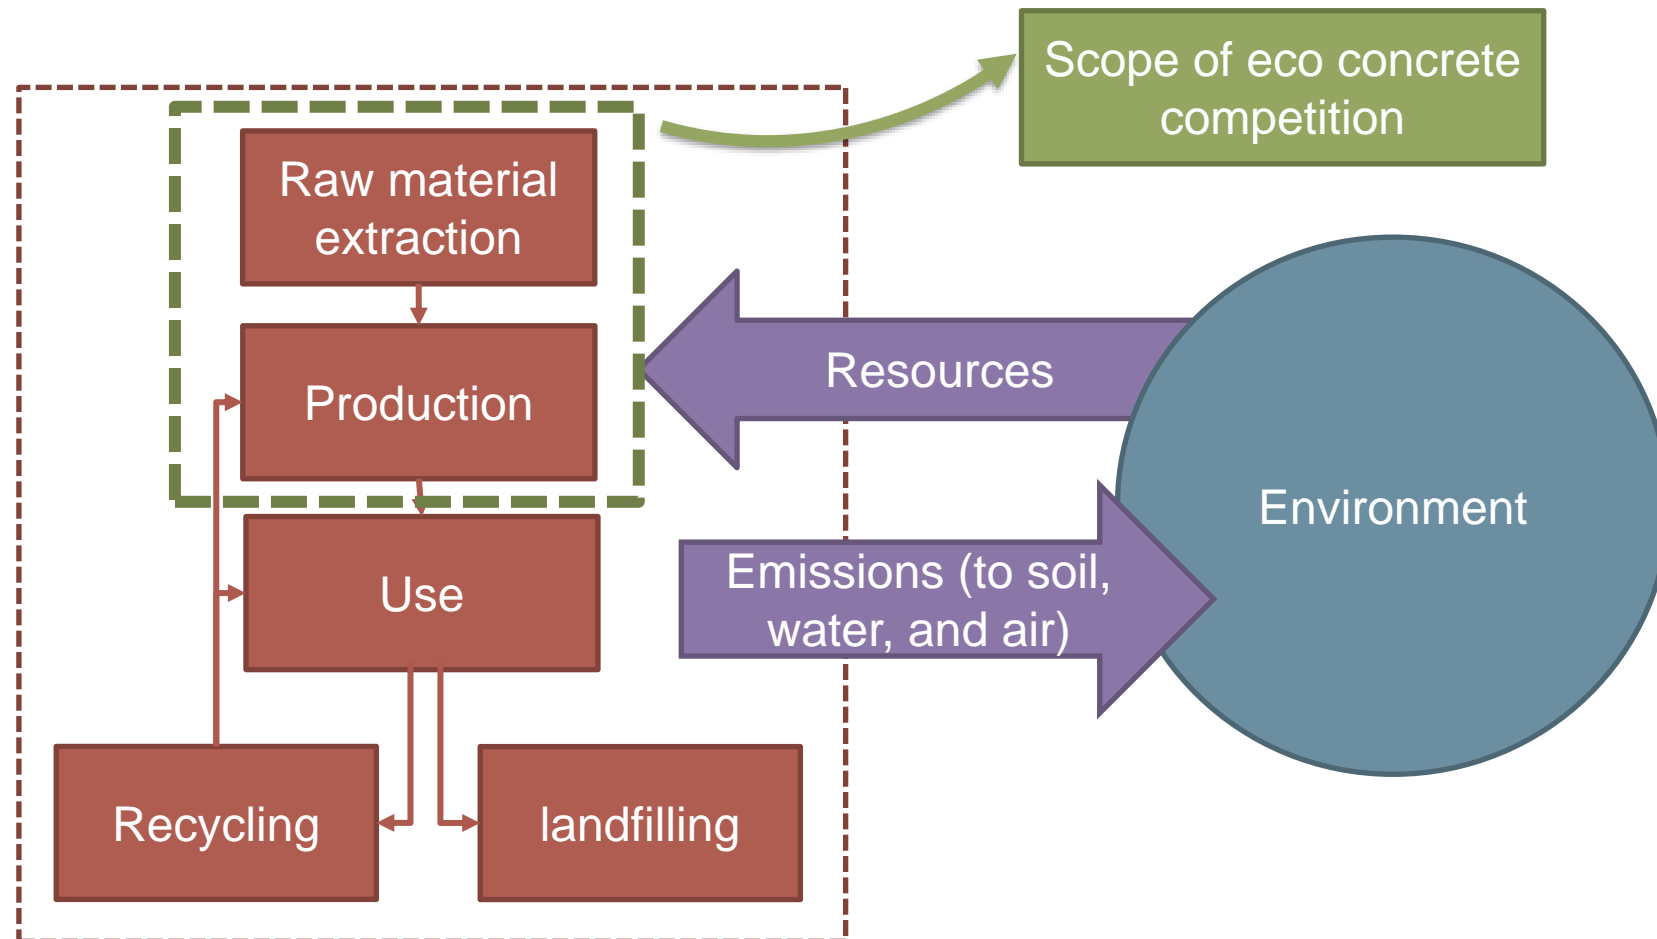 Scope of eco concrete
competition
Raw material
extraction
Resources
Production
Environment
Emissions (to soil,
water, and air)
Use
Recycling
landfilling